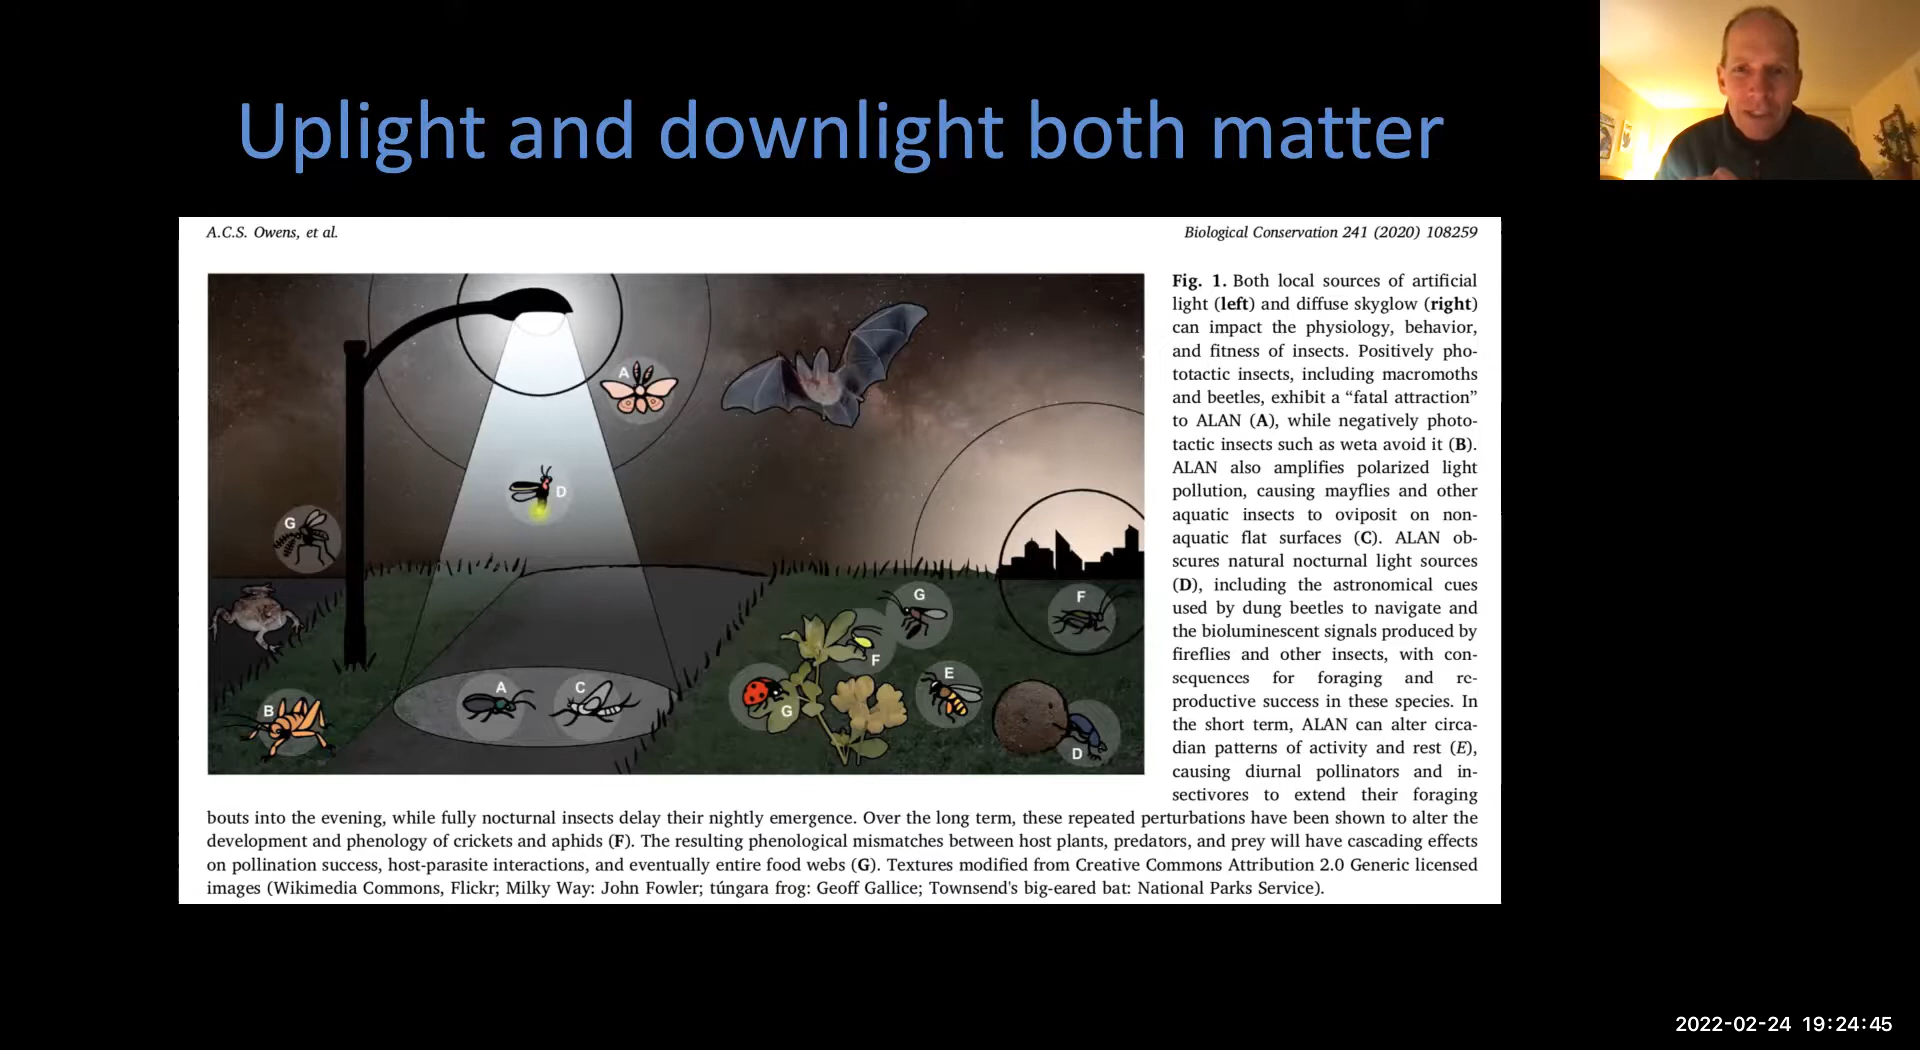 Uplight and downlight both matter
A.C.S. Owens, et al.
Biological Conservation 241 (2020) 108259
A
D
G
G
F
F
A
C
E
B
G
D
Fig. 1. Both local sources of artificial
light (left) and diffuse skyglow (right)
can impact the physiology, behavior,
and fitness of insects. Positively pho-
totactic insects, including macromoths
and beetles, exhibit a “fatal attraction”
to ALAN (A), while negatively photo-
tactic insects such as weta avoid it (B).
ALAN also amplifies polarized light
pollution, causing mayflies and other
aquatic insects to oviposit on non-
aquatic flat surfaces (C). ALAN ob-
scures natural nocturnal light sources
(D), including the astronomical cues
used by dung beetles to navigate and
the bioluminescent signals produced by
fireflies and other insects, with con-
sequences for foraging and re-
productive success in these species. In
the short term, ALAN can alter circa-
dian patterns of activity and rest (E),
causing diurnal pollinators and in-
sectivores to extend their foraging
bouts into the evening, while fully nocturnal insects delay their nightly emergence. Over the long term, these repeated perturbations have been shown to alter the
development and phenology of crickets and aphids (F). The resulting phenological mismatches between host plants, predators, and prey will have cascading effects
on pollination success, host-parasite interactions, and eventually entire food webs (G). Textures modified from Creative Commons Attribution 2.0 Generic licensed
images (Wikimedia Commons, Flickr; Milky Way: John Fowler; túngara frog: Geoff Gallice; Townsend's big-eared bat: National Parks Service).
2022-02-24 19:24:45